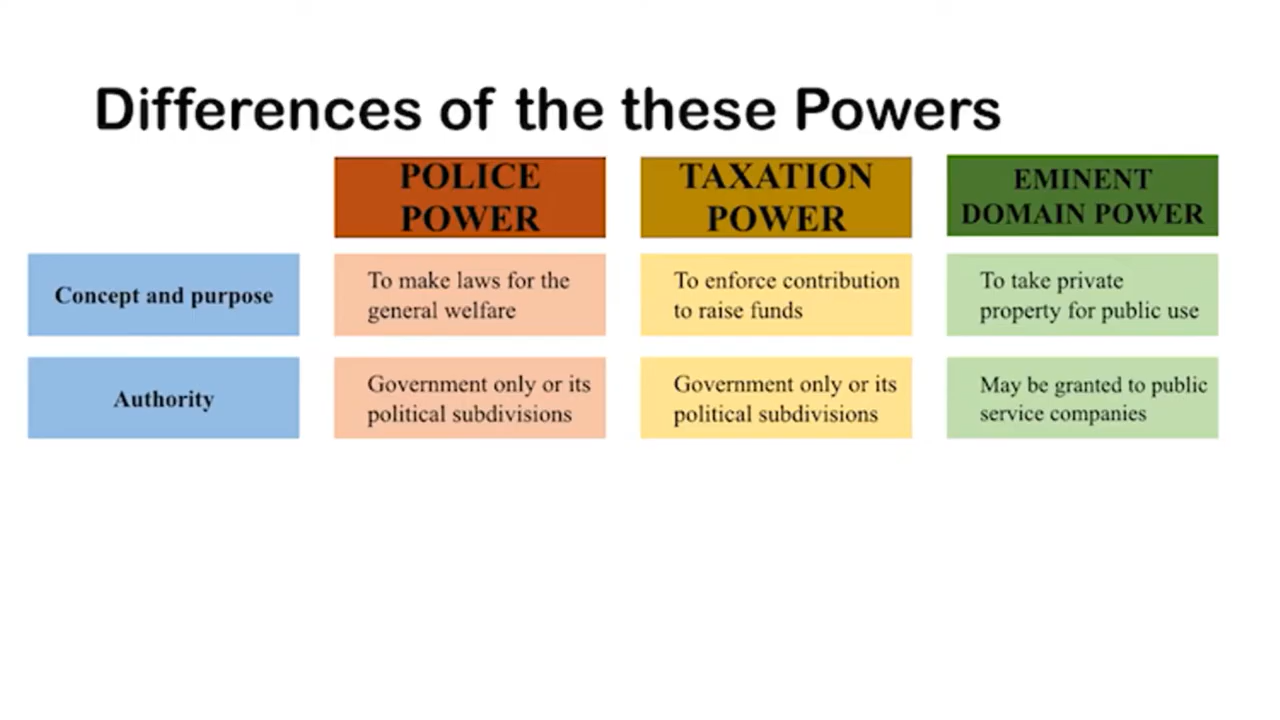 Differences of the these Powers
POLICE
POWER
TAXATION
POWER
EMINENT
DOMAIN POWER
Concept and purpose
To make laws for the
general welfare
To enforce contribution
to raise funds
To take private
property for public use
Authority
Government only or its
political subdivisions
Government only or its
political subdivisions
May be granted to public
service companies